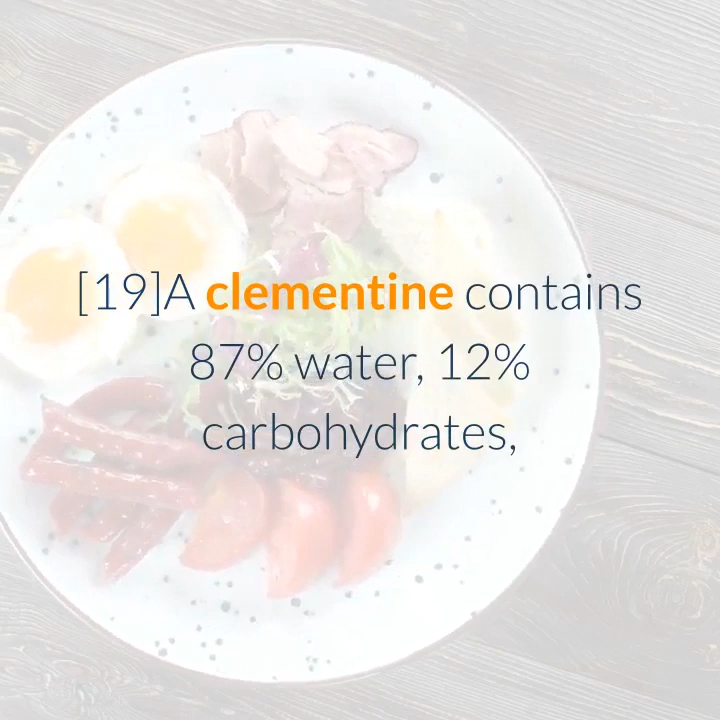 [19]A clementine contains
87% water, 12%
carbohydrates,